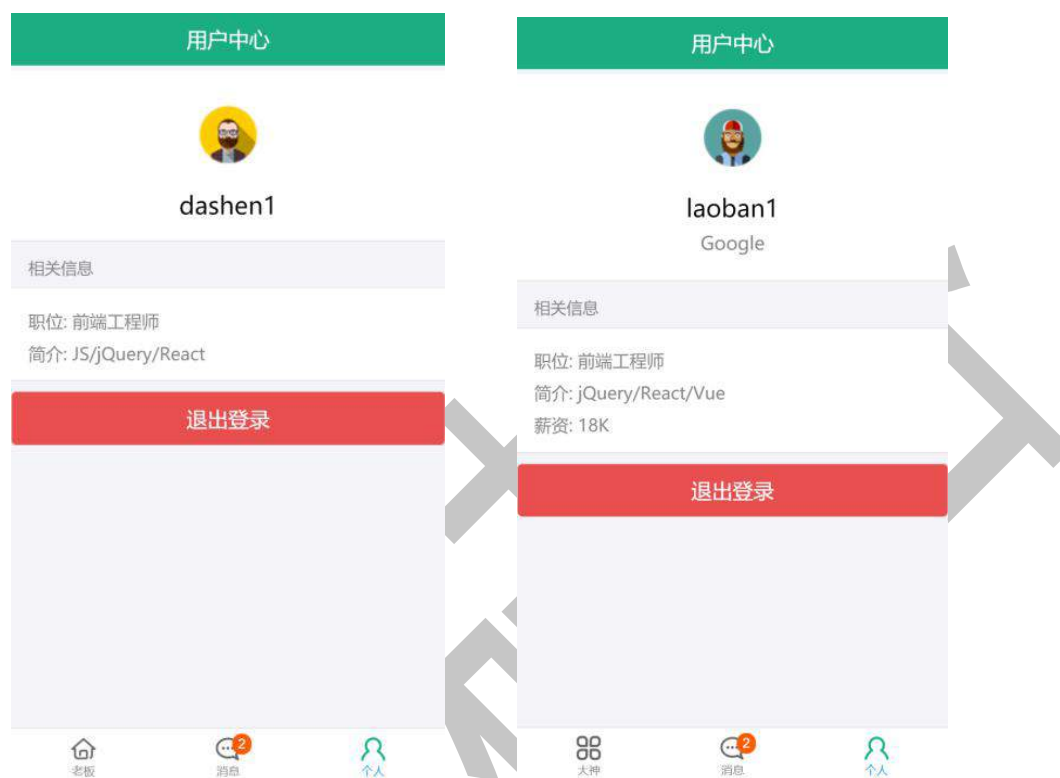 用户中心
dashen1
相关信息
职位: 前端工程师
简介: JS/jQuery/React
退出登录
老板
2
消息
个人
用户中心
laoban1
Google
相关信息
职位: 前端工程师
简介: jQuery/React/Vue
薪资: 18K
退出登录
大神
2
消息
个人